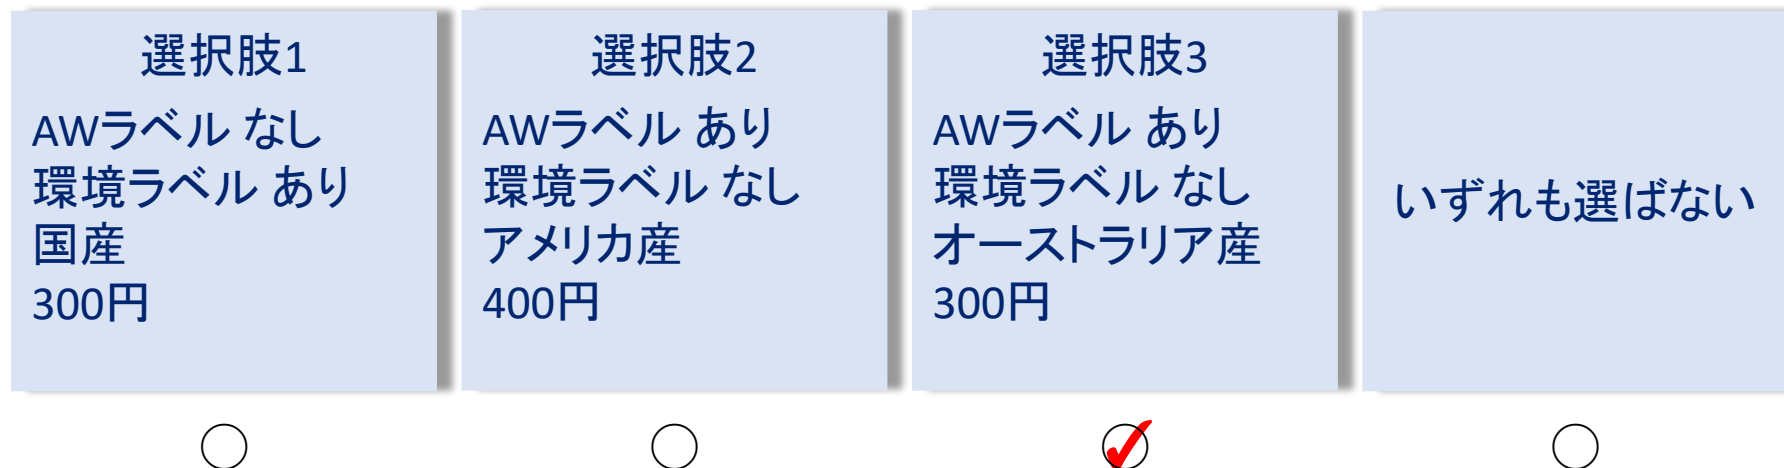 選択肢1
AWラベル なし
環境ラベル あり
国産
300円
選択肢2
AWラベル あり
環境ラベル なし
アメリカ産
400円
選択肢3
AWラベル あり
環境ラベル なし
オーストラリア産
300円
いずれも選ばない